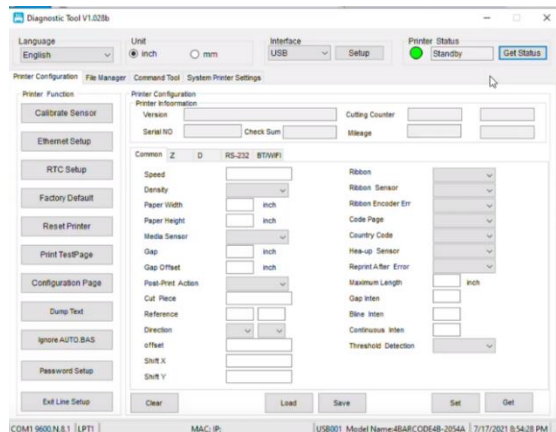 Diagnostic Tool V1.028b
Language Unit Interface Printer Status
English inch mm USB Setup Standby Get Status
Printer Configuration File Manager Command Tool System Printer Settings
Printer Function
Calibrate Sensor
Ethernet Setup
RTC Setup
Factory Default
Reset Printer
Print TestPage
Configuration Page
Dump Text
Ignore AUTO.BAS
Password Setup
Exit Line Setup
Printer Configuration
Printer Information
Version Cutting Counter
Serial NO Check Sum Mileage
Common Z D RS-232 BT/WIFI
Speed
Density
Paper Width inch
Paper Height inch
Media Sensor
Gap inch
Gap Offset inch
Post-Print Action
Cut Piece
Reference
Direction
offset
Shift X
Shift Y
Ribbon
Ribbon Sensor
Ribbon Encoder Err
Code Page
Country Code
Hea-up Sensor
Reprint After Error
Maximum Length inch
Gap Inten
Bline Inten
Continuous Inten
Threshold Detection
Clear Load Save Set Get
COM1 9600,N,8,1 LPT1 MAC: IP: USB001 Model Name:4BARCODE4B-2054A 7/17/2021 8:54:28 PM